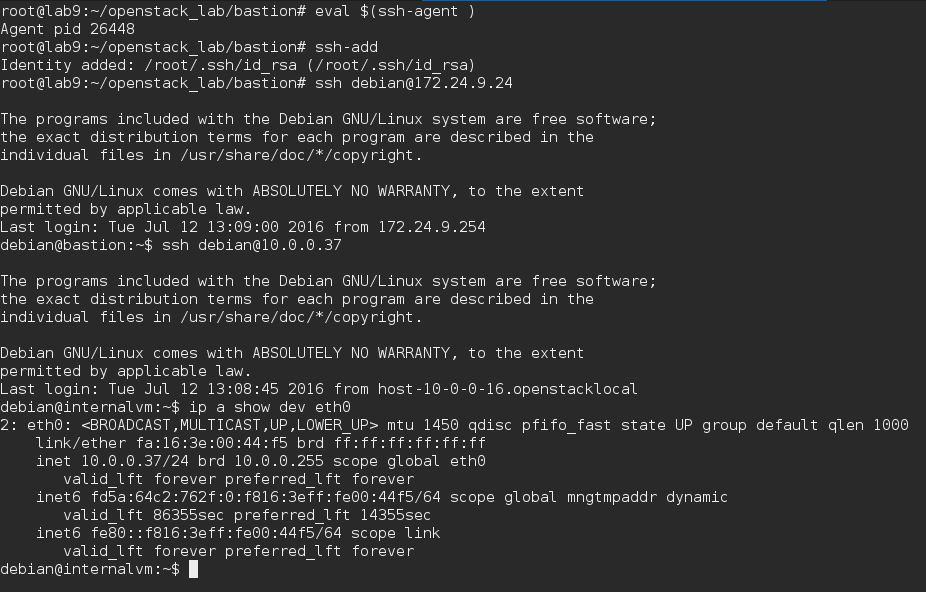 root@lab9:~/openstack_lab/bastion# eval $(ssh-agent )
Agent pid 26448
root@lab9:~/openstack_lab/bastion# ssh-add
Identity added: /root/.ssh/id_rsa (/root/.ssh/id_rsa)
root@lab9:~/openstack_lab/bastion# ssh debian@172.24.9.24

The programs included with the Debian GNU/Linux system are free software;
the exact distribution terms for each program are described in the
individual files in /usr/share/doc/*/copyright.

Debian GNU/Linux comes with ABSOLUTELY NO WARRANTY, to the extent
permitted by applicable law.
Last login: Tue Jul 12 13:09:00 2016 from 172.24.9.254
debian@bastion:~$ ssh debian@10.0.0.37

The programs included with the Debian GNU/Linux system are free software;
the exact distribution terms for each program are described in the
individual files in /usr/share/doc/*/copyright.

Debian GNU/Linux comes with ABSOLUTELY NO WARRANTY, to the extent
permitted by applicable law.
Last login: Tue Jul 12 13:08:45 2016 from host-10-0-0-16.openstacklocal
debian@internalvm:~$ ip a show dev eth0
2: eth0: <BROADCAST,MULTICAST,UP,LOWER_UP> mtu 1450 qdisc pfifo_fast state UP group default qlen 1000
    link/ether fa:16:3e:00:44:f5 brd ff:ff:ff:ff:ff:ff
    inet 10.0.0.37/24 brd 10.0.0.255 scope global eth0
       valid_lft forever preferred_lft forever
    inet6 fd5a:64c2:762f:0:f816:3eff:fe00:44f5/64 scope global mngtmpaddr dynamic
       valid_lft 86355sec preferred_lft 14355sec
    inet6 fe80::f816:3eff:fe00:44f5/64 scope link
       valid_lft forever preferred_lft forever
debian@internalvm:~$